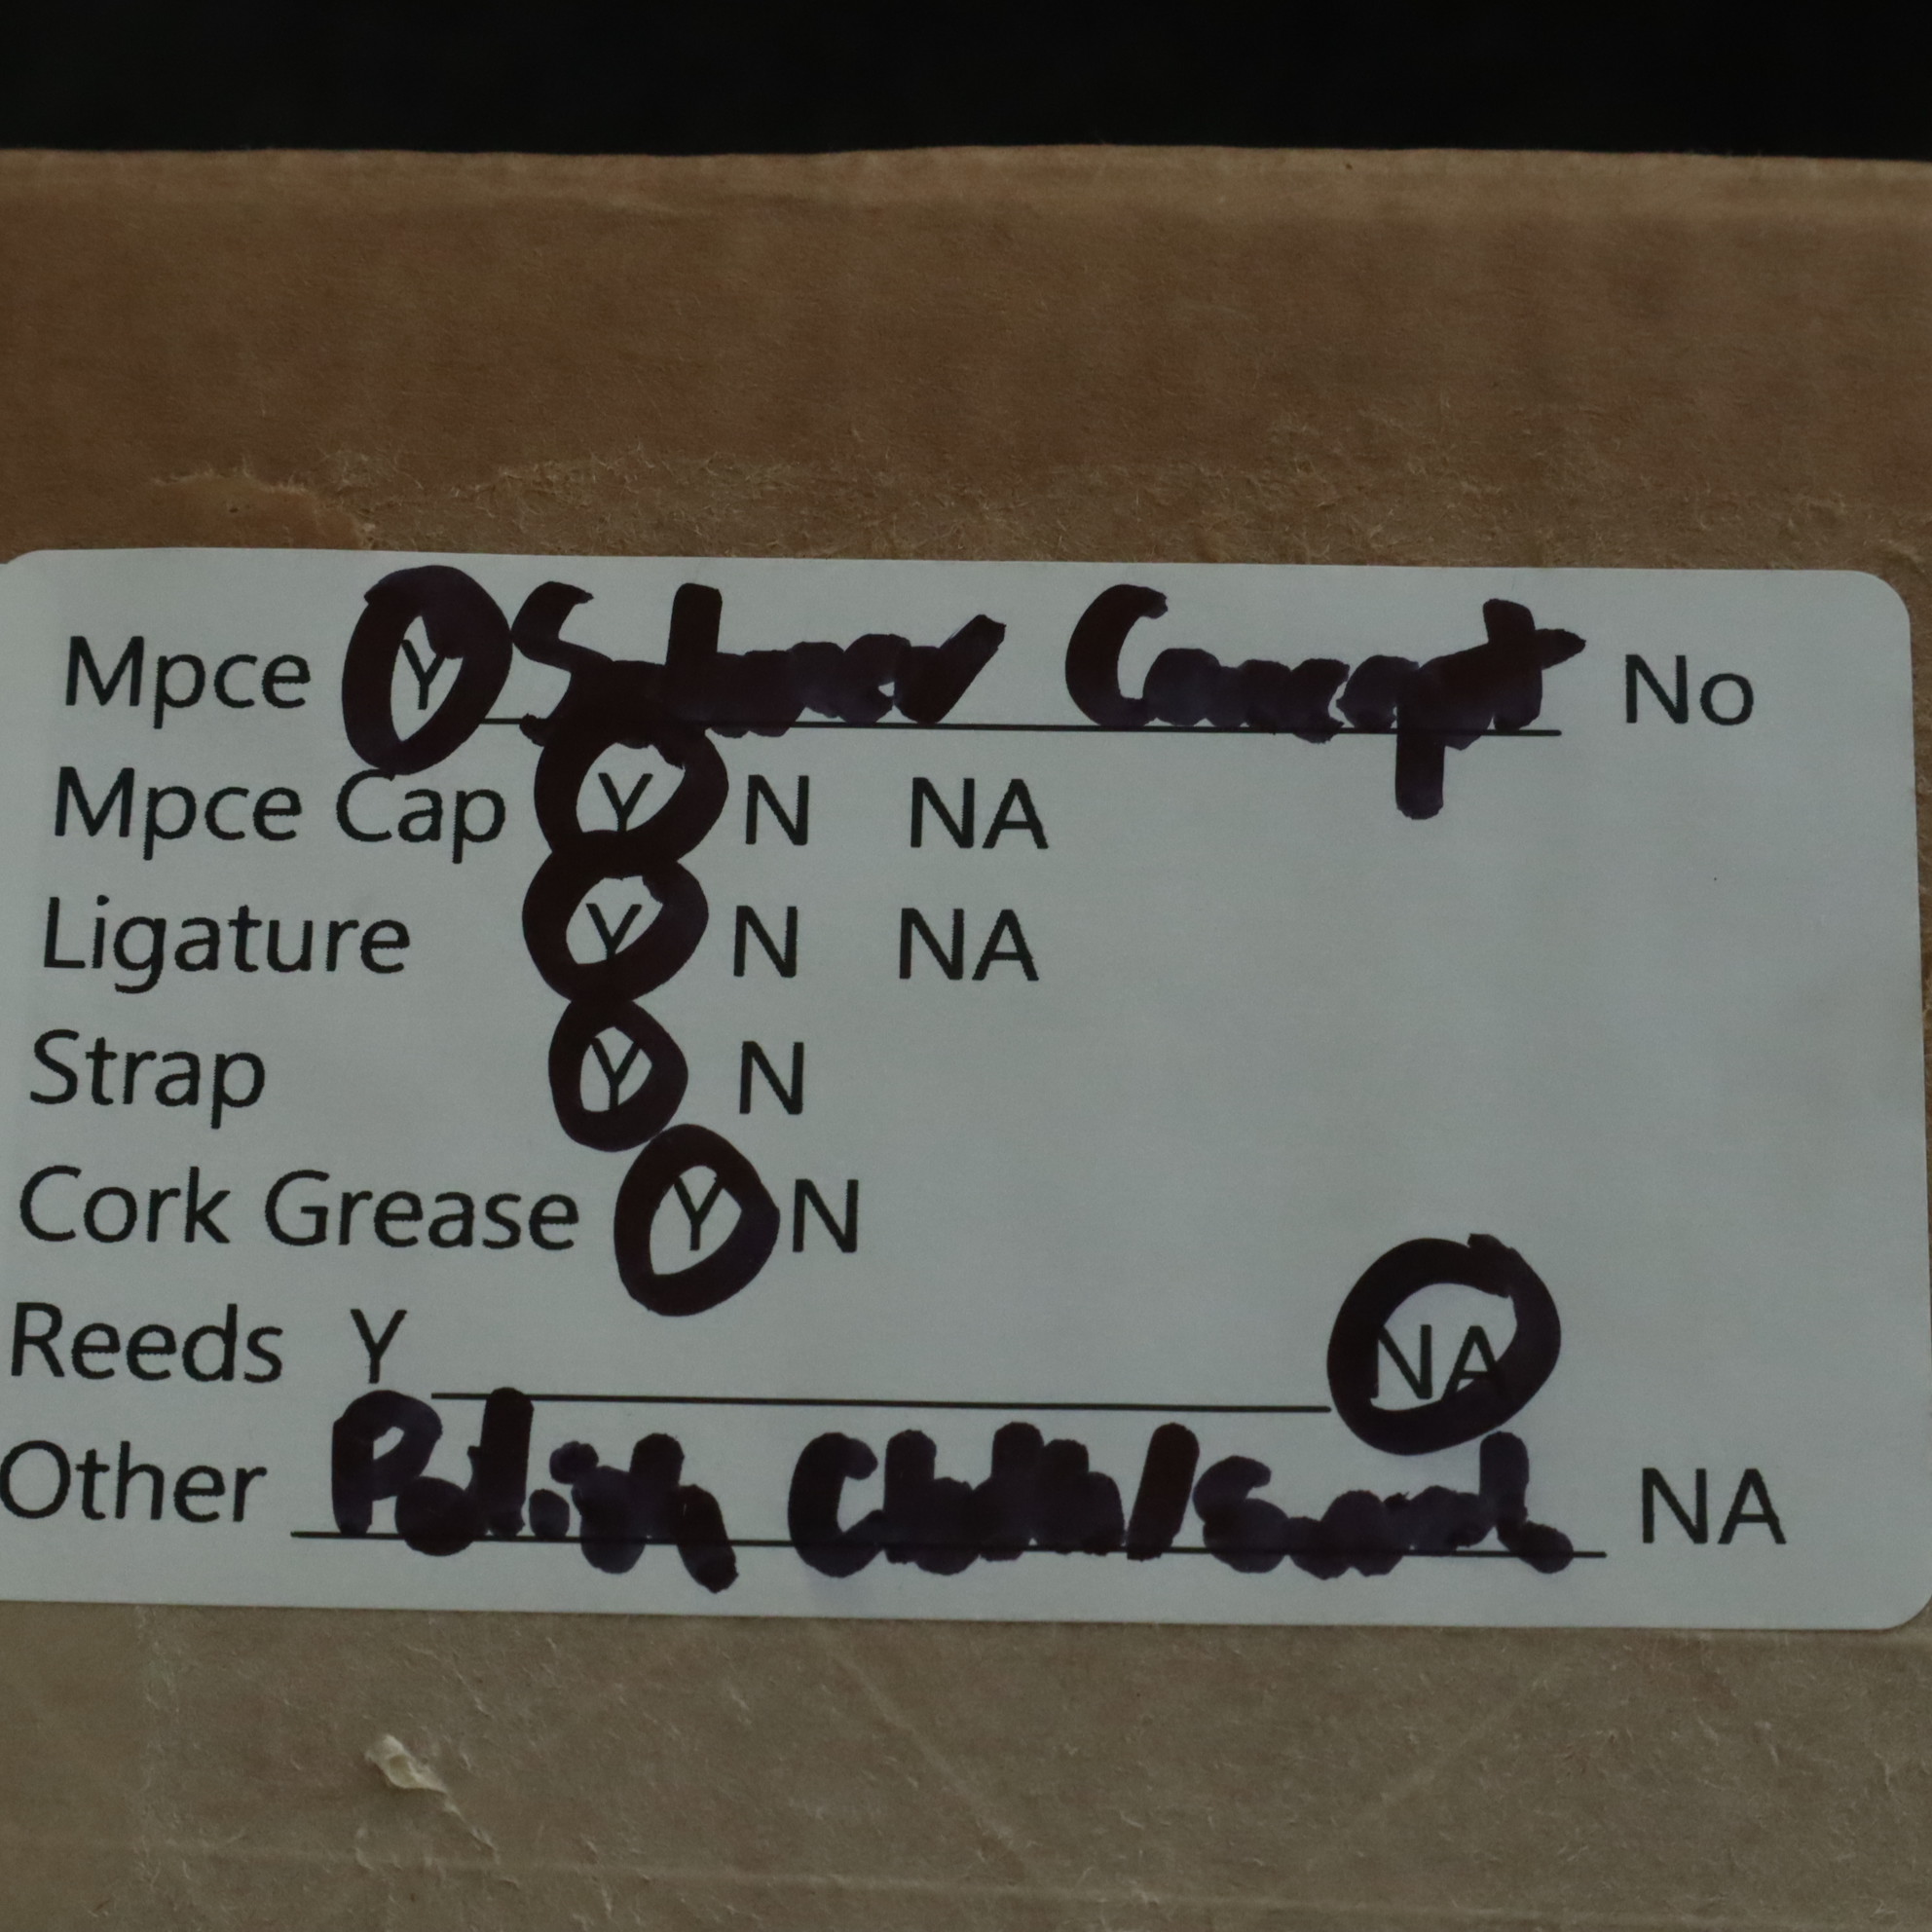 Mpce Y Selmer Concept No
Mpce Cap Y N NA
Ligature Y N NA
Strap Y N
Cork Grease Y N
Reeds Y NA
Other Polish Cloth/Swab NA